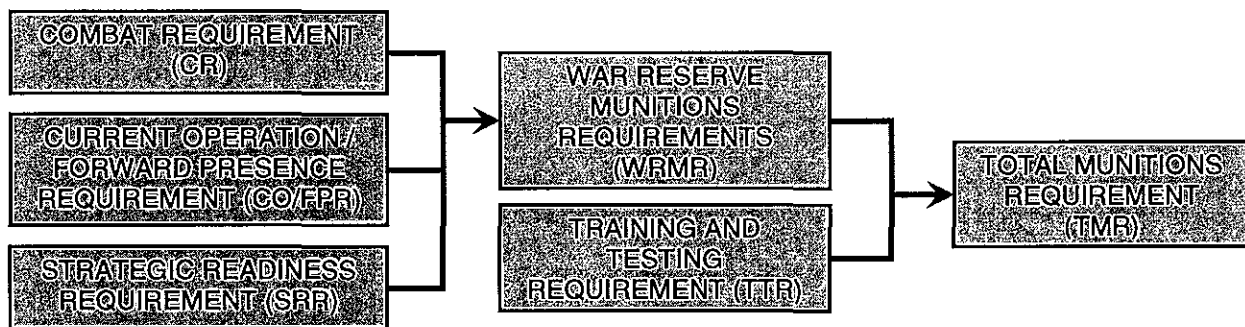 COMBAT REQUIREMENT
(CR)
CURRENT OPERATION /
FORWARD PRESENCE
REQUIREMENT (CO/FPR)
STRATEGIC READINESS
REQUIREMENT (SRR)
WAR RESERVE
MUNITIONS
REQUIREMENTS
(WRMR)
TRAINING AND
TESTING
REQUIREMENT (TTR)
TOTAL MUNITIONS
REQUIREMENT
(TMR)